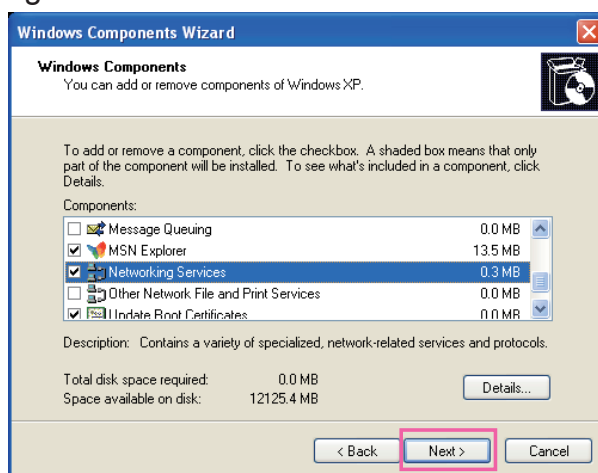 Windows Components Wizard
Windows Components
You can add or remove components of Windows XP.
To add or remove a component, click the checkbox. A shaded box means that only
part of the component will be installed. To see what's included in a component, click
Details.
Components:
Message Queuing 0.0 MB
MSN Explorer 13.5 MB
Networking Services 0.3 MB
Other Network File and Print Services 0.0 MB
Update Root Certificates 0.0 MB
Description: Contains a variety of specialized, network-related services and protocols.
Total disk space required: 0.0 MB
Space available on disk: 12125.4 MB
Details...
< Back Next > Cancel